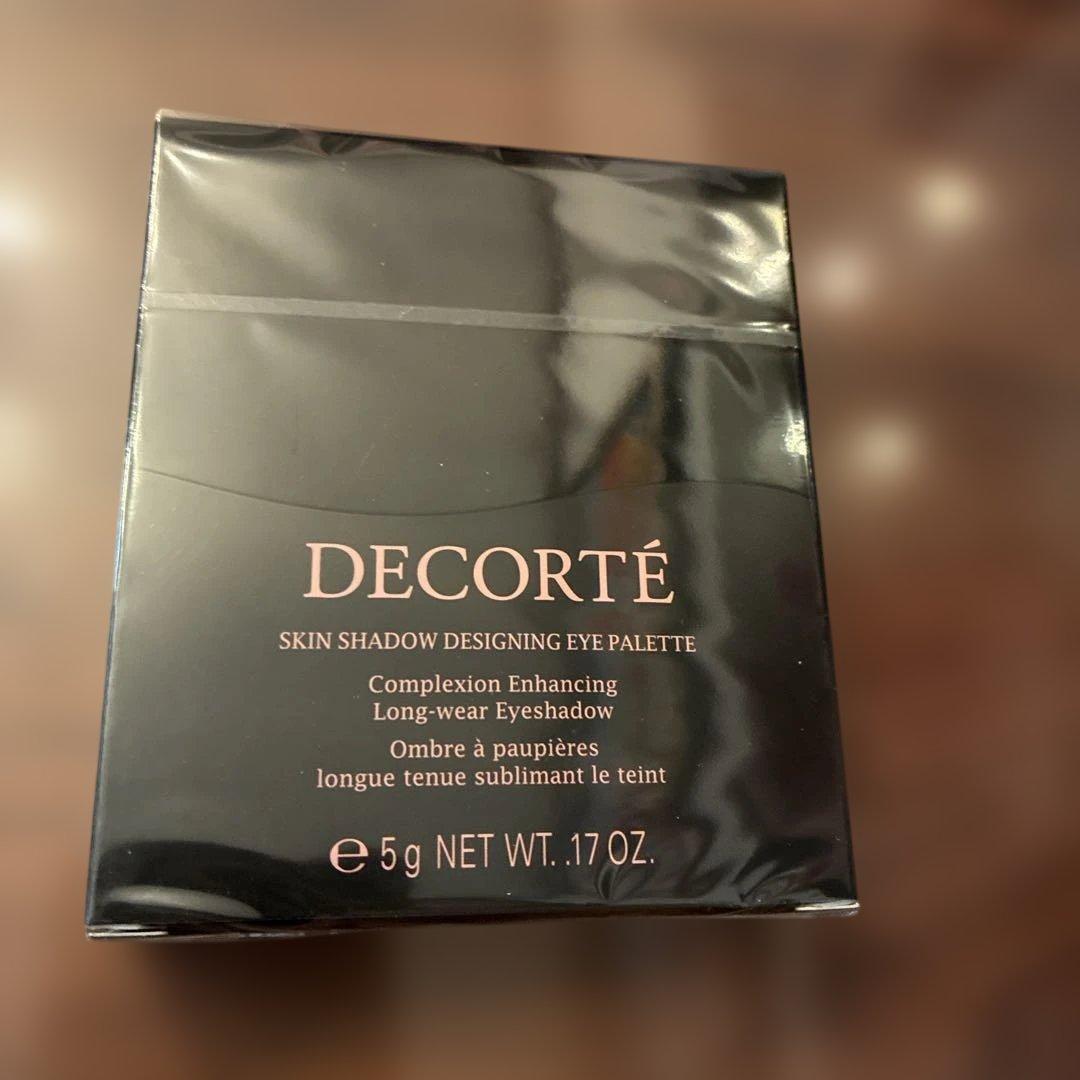 DECORTÉ
SKIN SHADOW DESIGNING EYE PALETTE
Complexion Enhancing
Long-wear Eyeshadow
Ombre à paupières
longue tenue sublimant le teint
℮ 5g NET WT. .17 OZ.